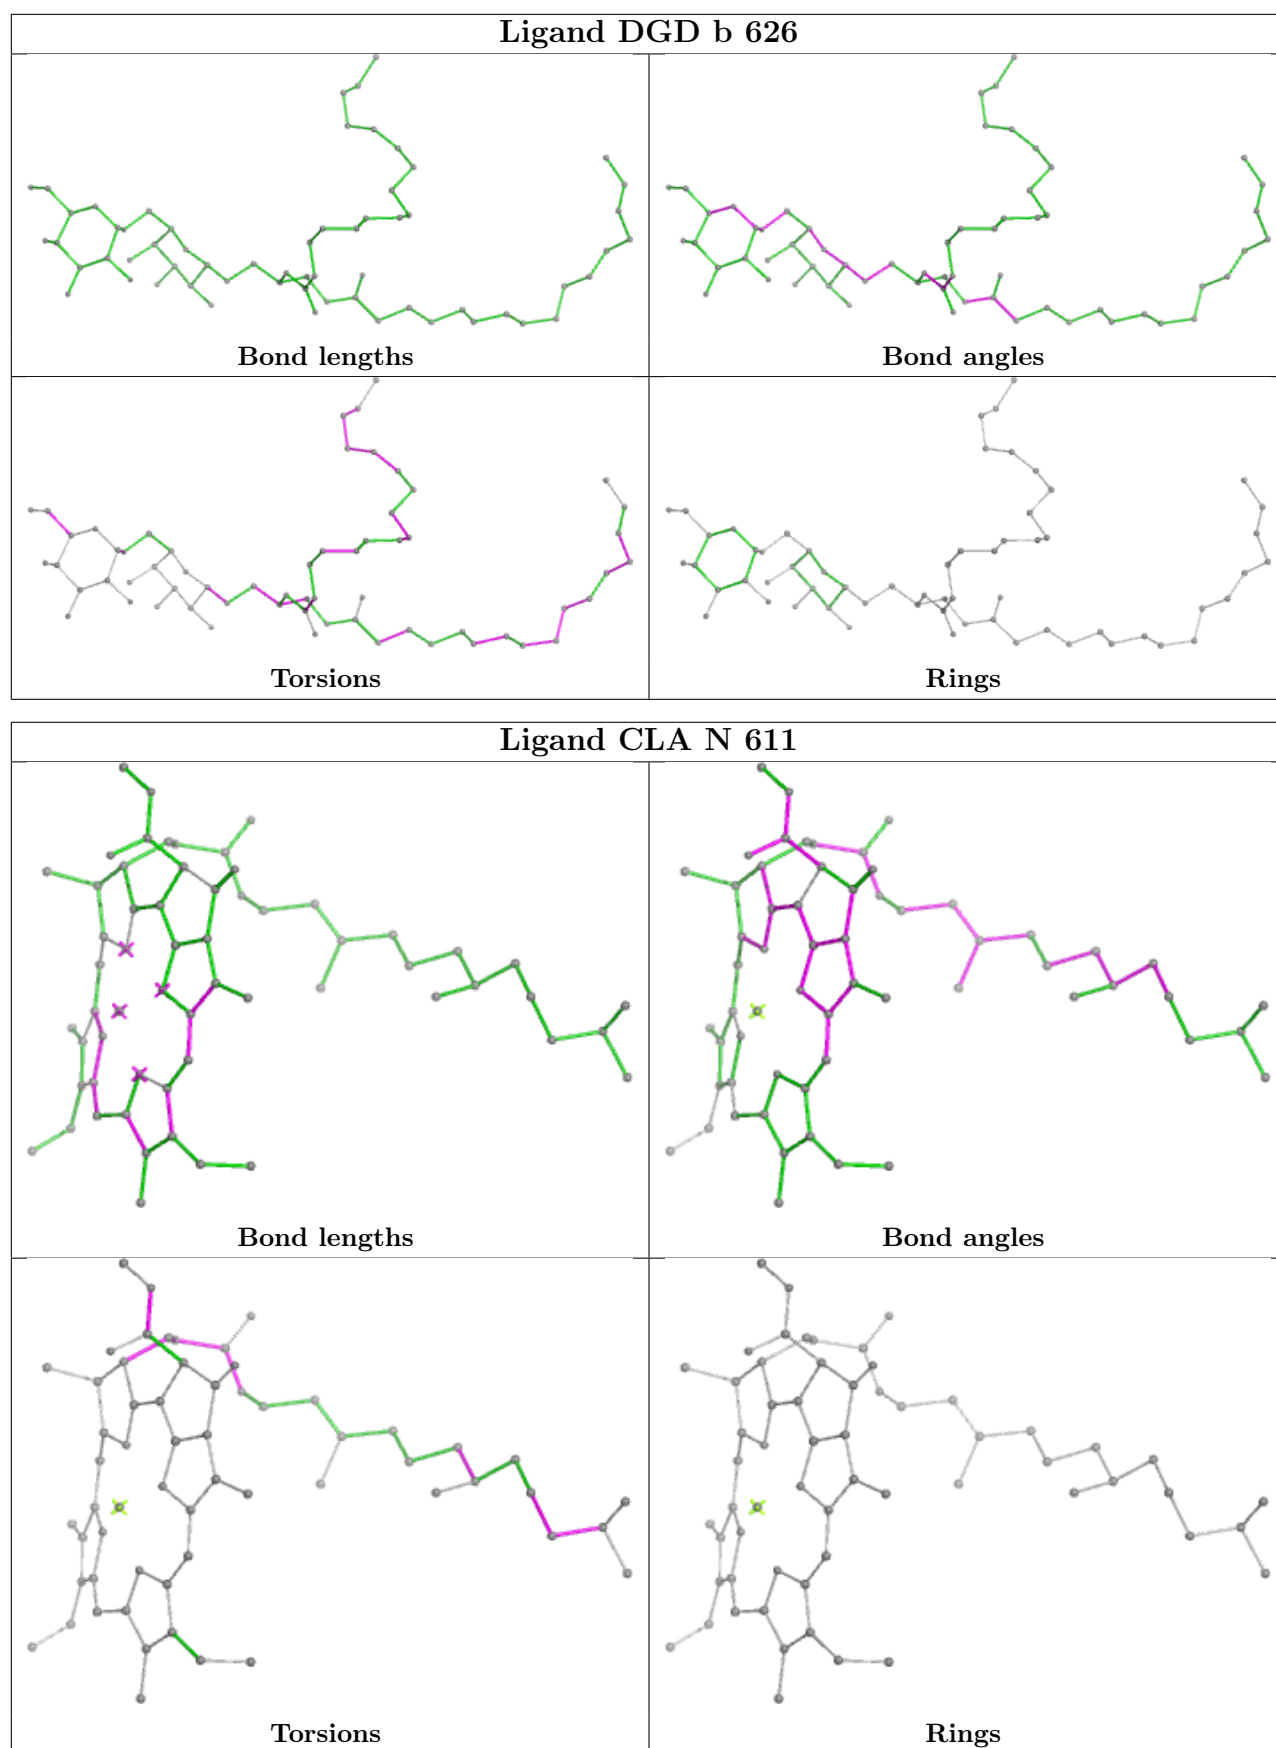 Ligand DGD b 626
Bond lengths
Bond angles
Torsions
Rings
Ligand CLA N 611
Bond lengths
Bond angles
Torsions
Rings